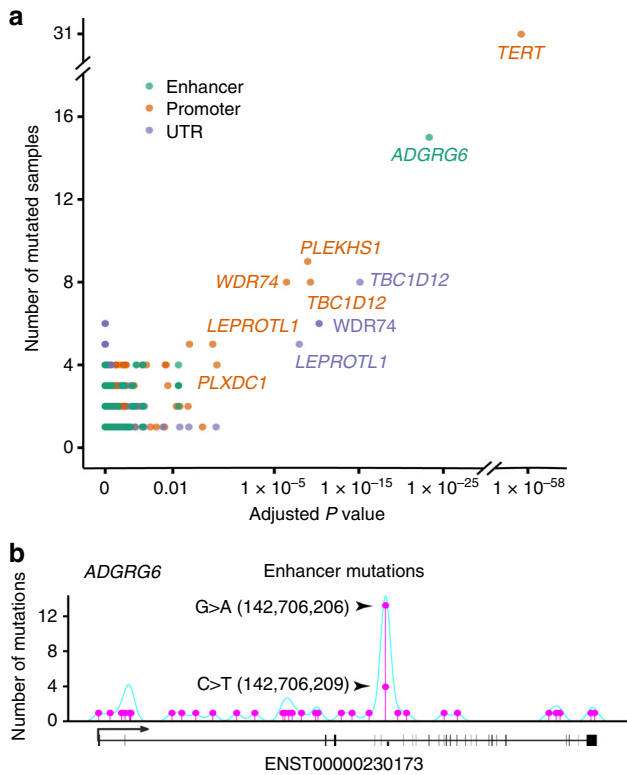 a
Number of mutated samples
31
16
12
8
4
0
Enhancer
Promoter
UTR
TERT
ADGRG6
PLEKHS1
WDR74
TBC1D12
TBC1D12
LEPROTL1
WDR74
LEPROTL1
PLXDC1
0 0.01 1 × 10⁻⁵ 1 × 10⁻¹⁵ 1 × 10⁻²⁵ 1 × 10⁻⁵⁸
Adjusted P value
b
ADGRG6 Enhancer mutations
Number of mutations
12
8
4
0
G>A (142,706,206)
C>T (142,706,209)
ENST00000230173